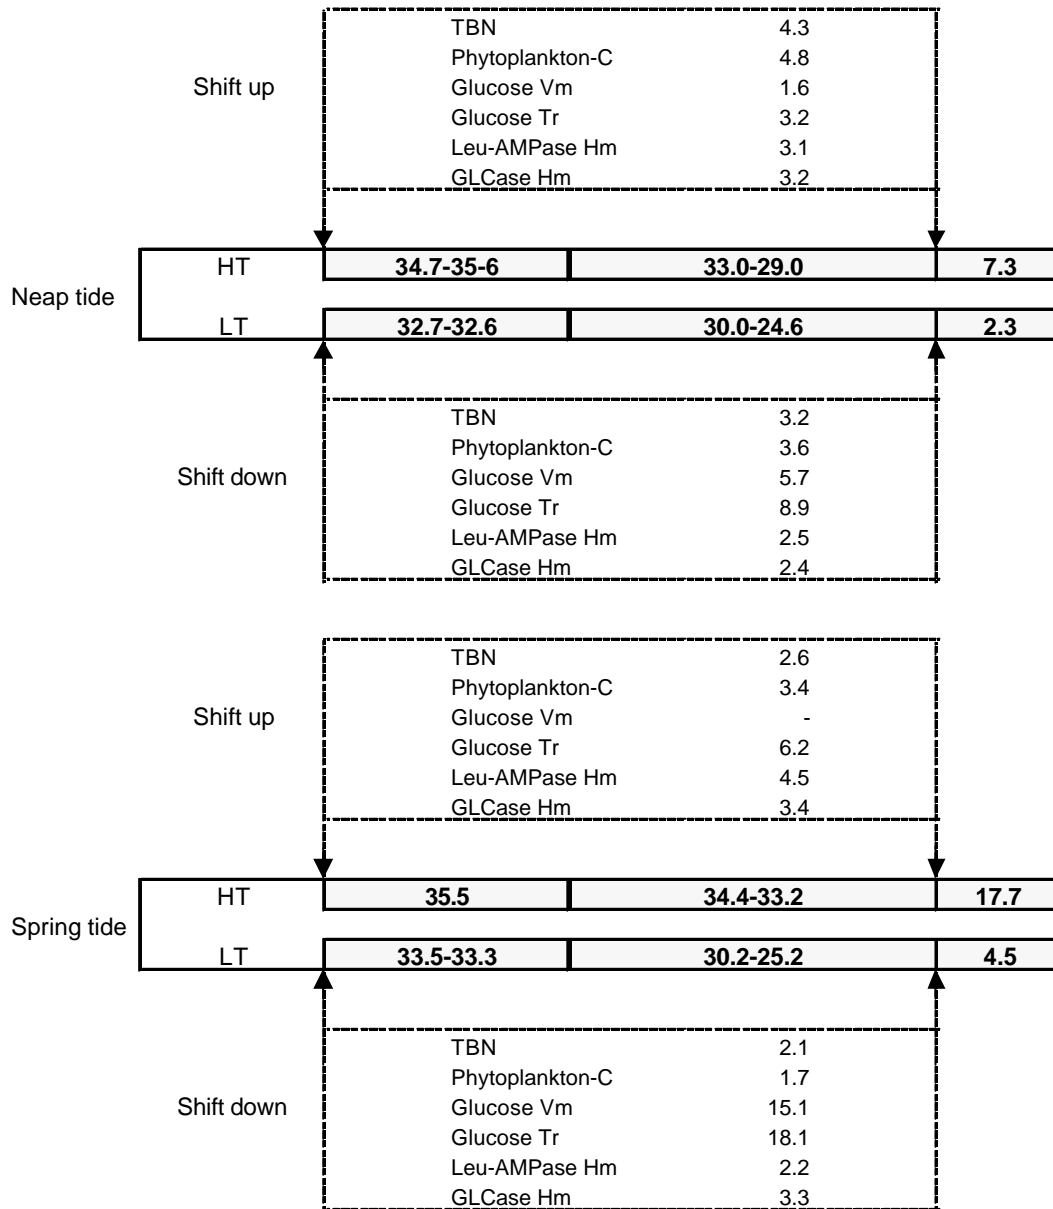 TBN 4.3
Phytoplankton-C 4.8
Shift up Glucose Vm 1.6
Glucose Tr 3.2
Leu-AMPase Hm 3.1
GLCase Hm 3.2
HT 34.7-35-6 33.0-29.0 7.3
Neap tide
LT 32.7-32.6 30.0-24.6 2.3
TBN 3.2
Phytoplankton-C 3.6
Shift down Glucose Vm 5.7
Glucose Tr 8.9
Leu-AMPase Hm 2.5
GLCase Hm 2.4
TBN 2.6
Phytoplankton-C 3.4
Shift up Glucose Vm -
Glucose Tr 6.2
Leu-AMPase Hm 4.5
GLCase Hm 3.4
HT 35.5 34.4-33.2 17.7
Spring tide
LT 33.5-33.3 30.2-25.2 4.5
TBN 2.1
Phytoplankton-C 1.7
Shift down Glucose Vm 15.1
Glucose Tr 18.1
Leu-AMPase Hm 2.2
GLCase Hm 3.3